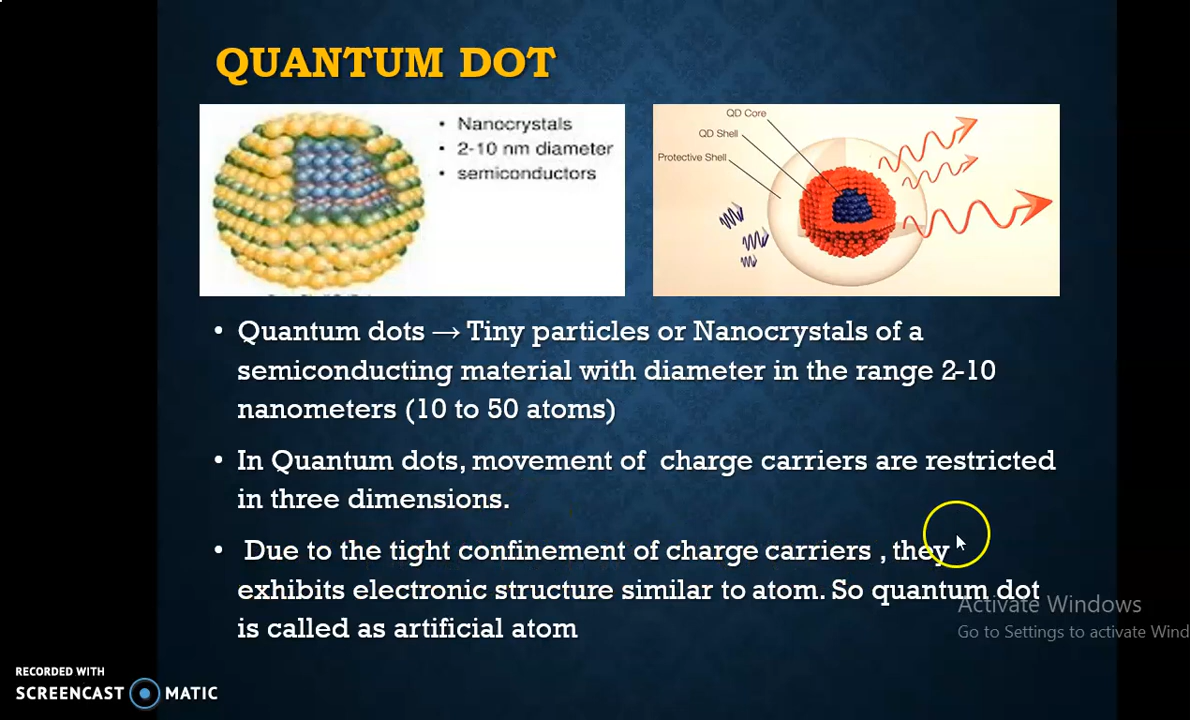 QUANTUM DOT
• Nanocrystals
• 2-10 nm diameter
• semiconductors
QD Core
QD Shell
Protective Shell
• Quantum dots → Tiny particles or Nanocrystals of a
semiconducting material with diameter in the range 2-10
nanometers (10 to 50 atoms)
• In Quantum dots, movement of charge carriers are restricted
in three dimensions.
• Due to the tight confinement of charge carriers , they
exhibits electronic structure similar to atom. So quantum dot
is called as artificial atom
Activate Windows
Go to Settings to activate Wind
RECORDED WITH
SCREENCAST MATIC